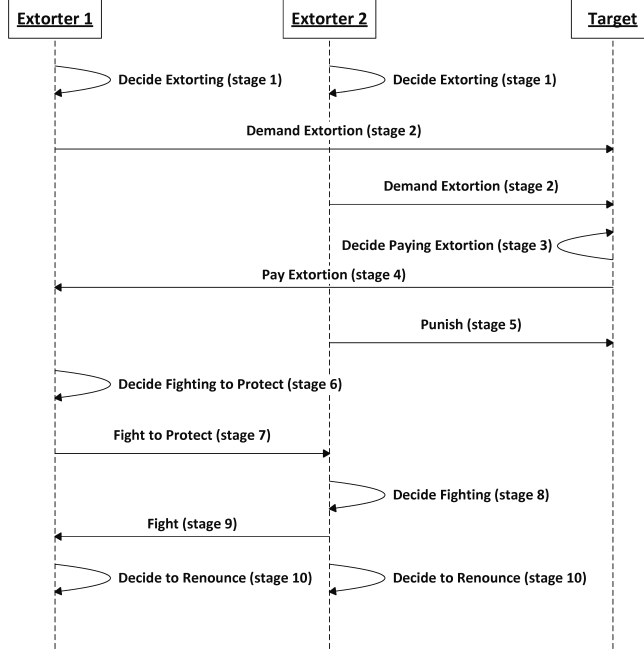 Extorter 1
Extorter 2
Target
Decide Extorting (stage 1)
Decide Extorting (stage 1)
Demand Extortion (stage 2)
Demand Extortion (stage 2)
Decide Paying Extortion (stage 3)
Pay Extortion (stage 4)
Punish (stage 5)
Decide Fighting to Protect (stage 6)
Fight to Protect (stage 7)
Decide Fighting (stage 8)
Fight (stage 9)
Decide to Renounce (stage 10)
Decide to Renounce (stage 10)